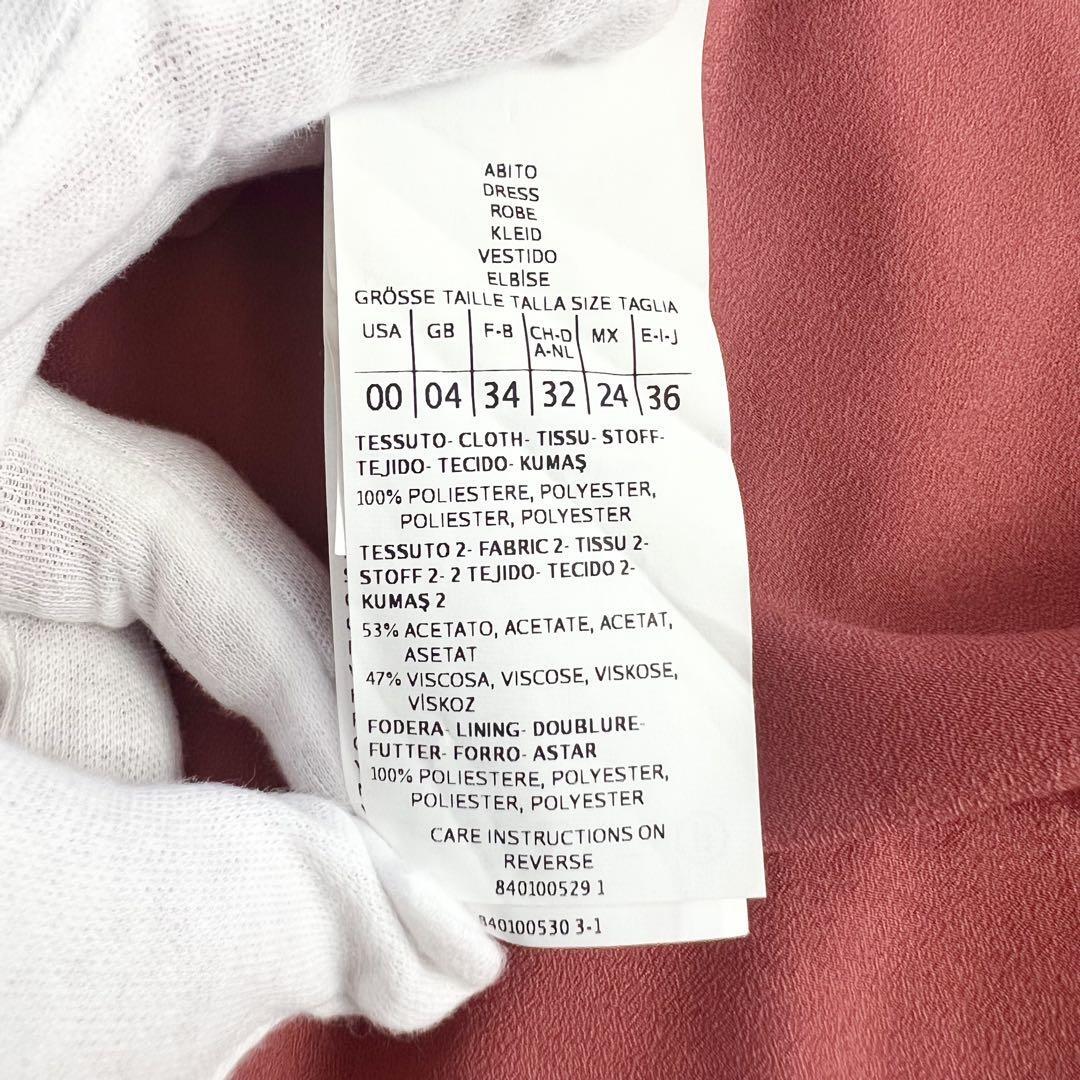 ABITO
DRESS
ROBE
KLEID
VESTIDO
ELBİSE
GRÖSSE TAILLE TALLA SIZE TAGLIA
USA GB F-B CH-D A-NL MX E-I-J
00 04 34 32 24 36
TESSUTO- CLOTH- TISSU- STOFF-
TEJIDO- TECIDO- KUMAŞ
100% POLIESTERE, POLYESTER,
POLIESTER, POLYESTER
TESSUTO 2- FABRIC 2- TISSU 2-
STOFF 2- 2 TEJIDO- TECIDO 2-
KUMAŞ 2
53% ACETATO, ACETATE, ACETAT,
ASETAT
47% VISCOSA, VISCOSE, VISKOSE,
VİSKOZ
FODERA- LINING- DOUBLURE-
FUTTER- FORRO- ASTAR
100% POLIESTERE, POLYESTER,
POLIESTER, POLYESTER
CARE INSTRUCTIONS ON
REVERSE
840100529 1
840100530 3-1